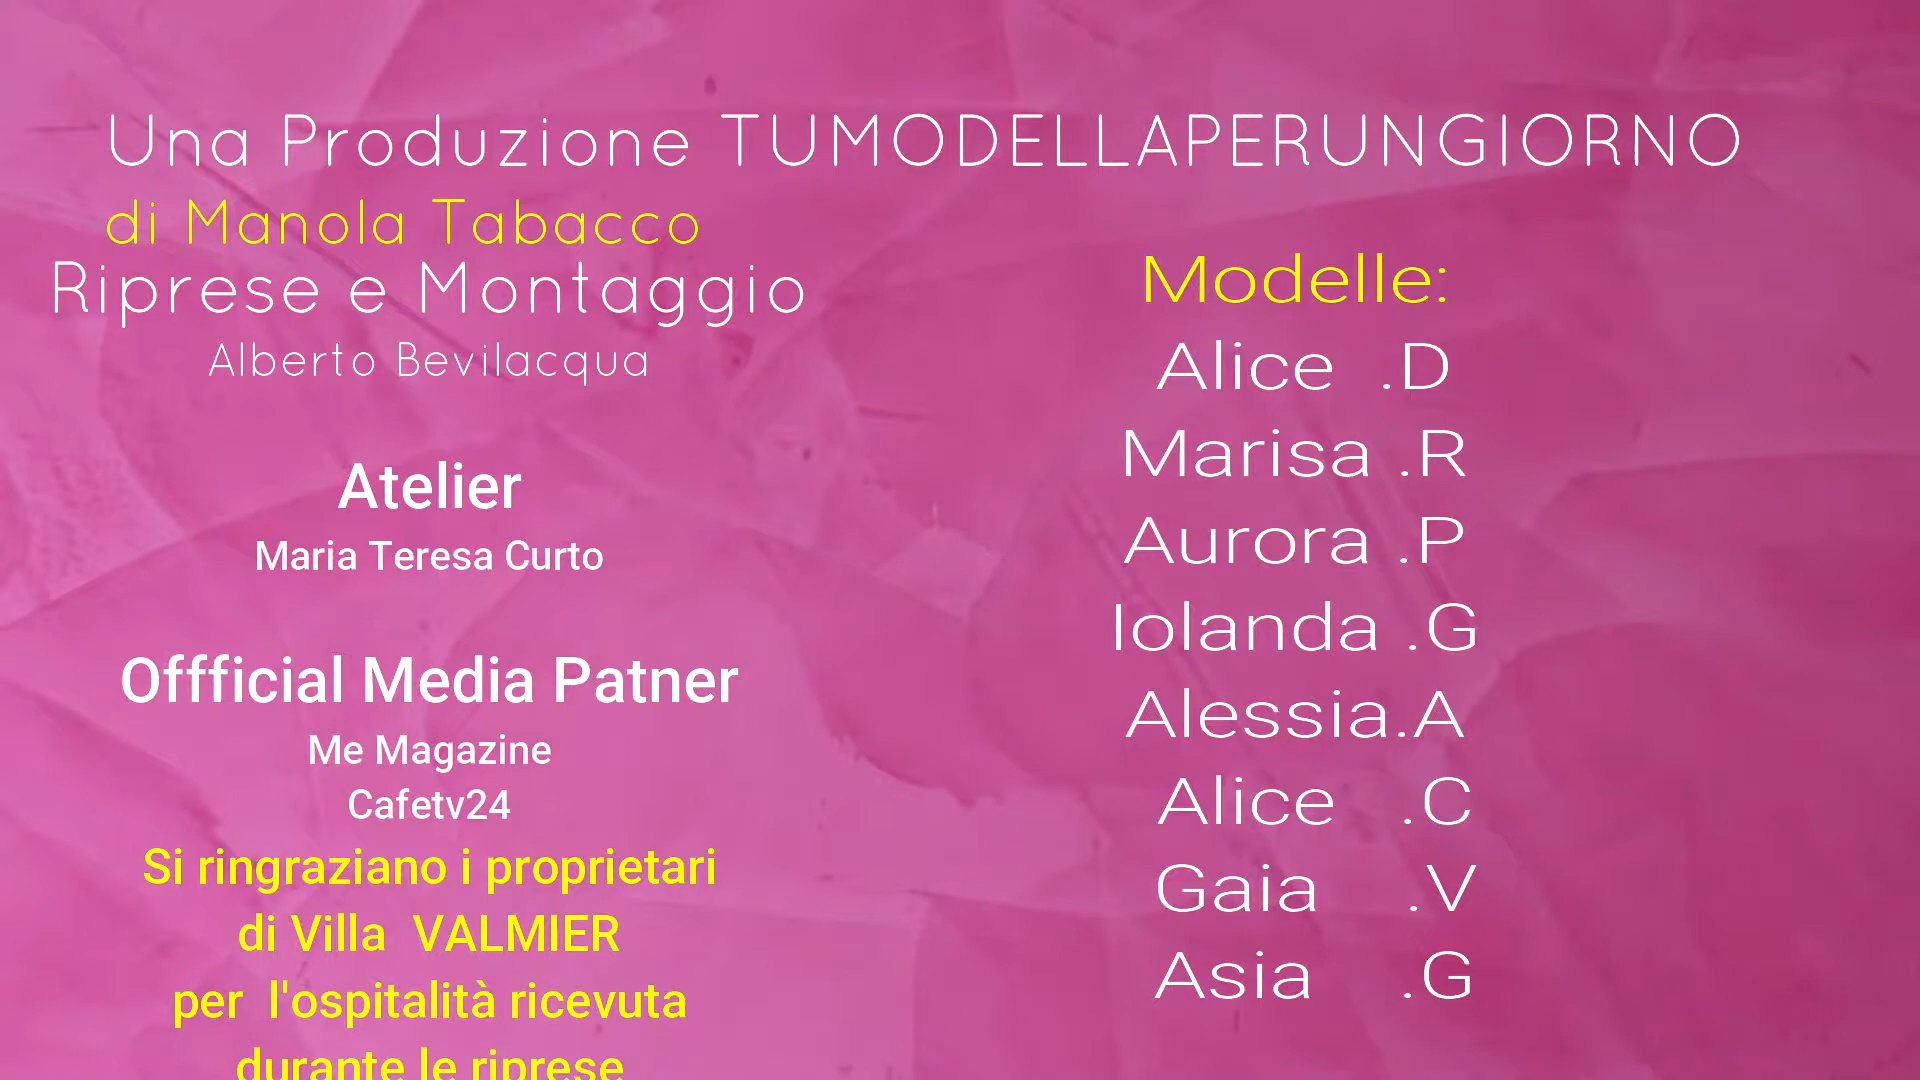 Una Produzione TUMODELLAPERUNGIORNO
di Manola Tabacco
Riprese e Montaggio
Alberto Bevilacqua
Atelier
Maria Teresa Curto
Offficial Media Patner
Me Magazine
Cafetv24
Si ringraziano i proprietari
di Villa VALMIER
per l'ospitalità ricevuta
durante le riprese
Modelle:
Alice .D
Marisa .R
Aurora .P
Iolanda .G
Alessia.A
Alice .C
Gaia .V
Asia .G